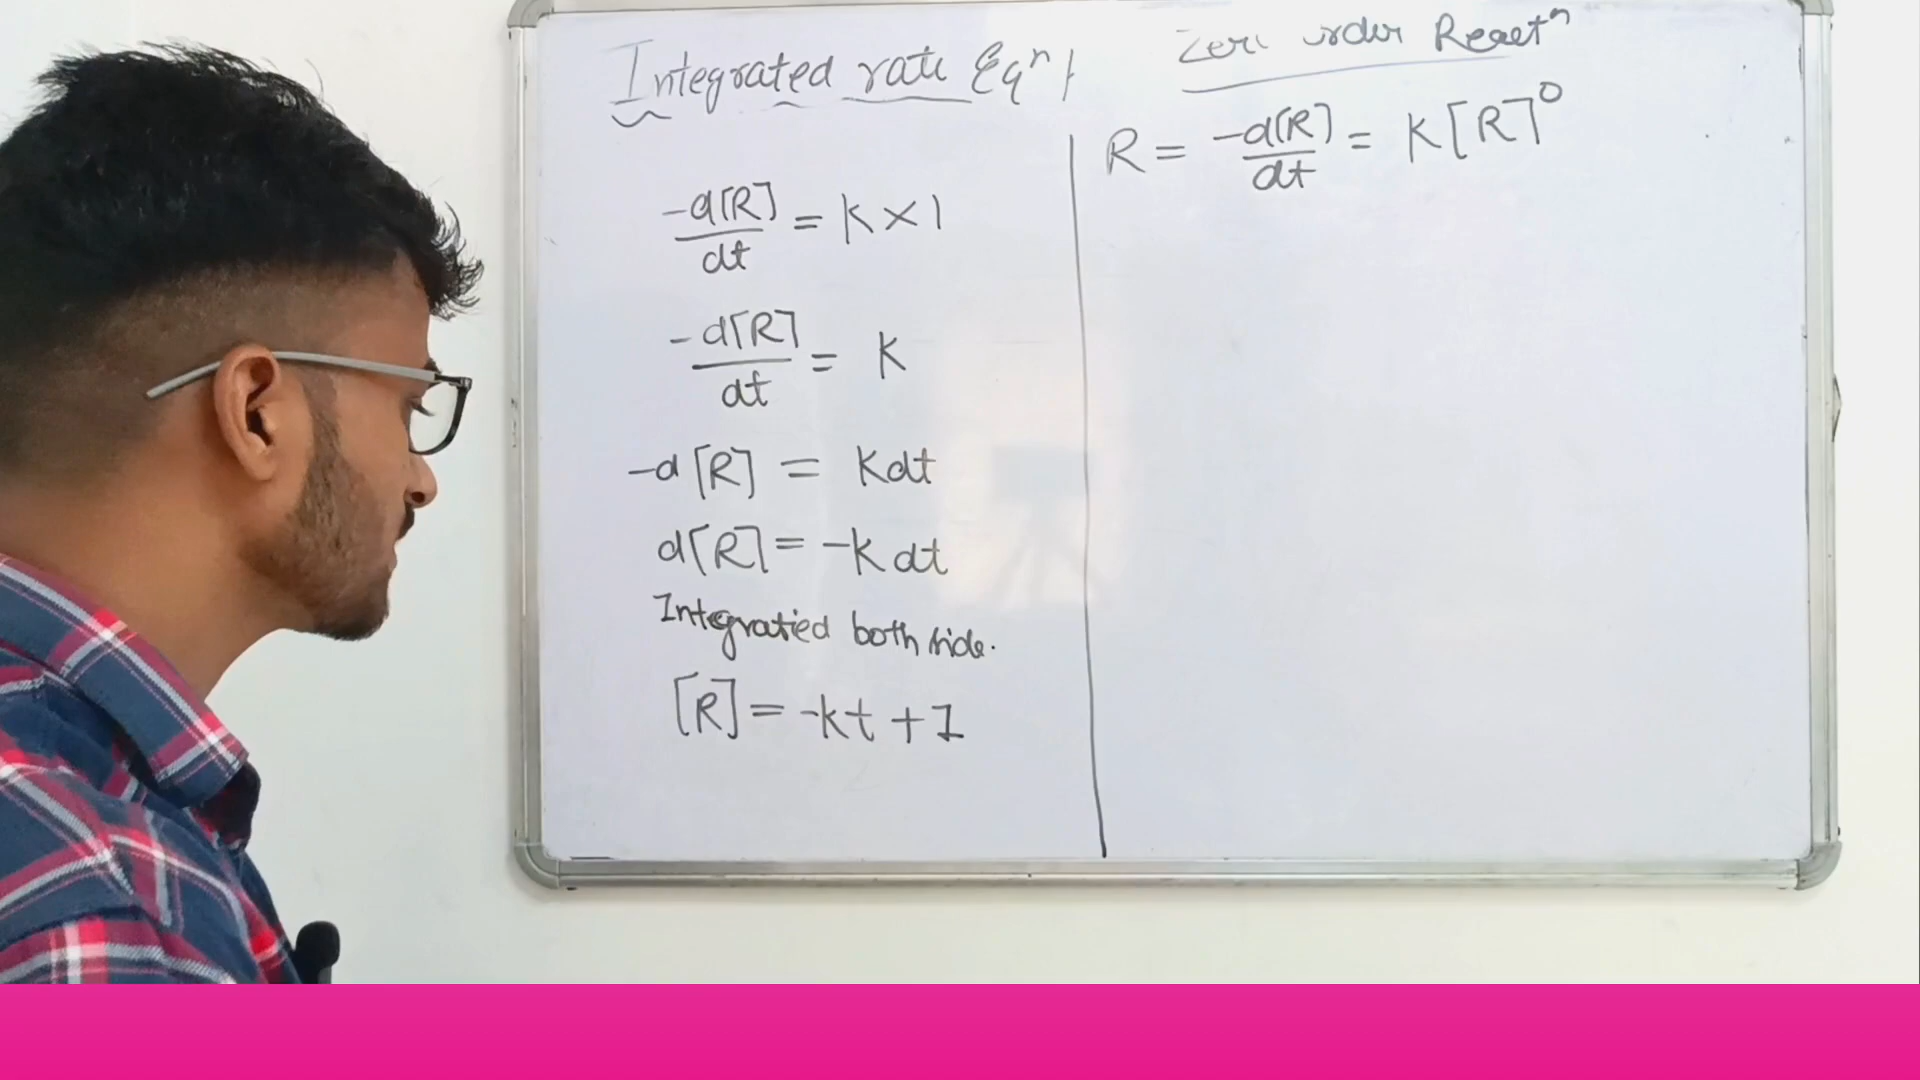 Integrated rate Eqⁿ
Zero order Reactⁿ
R = -d[R]/dt = K[R]⁰
-d[R]/dt = K × 1
-d[R]/dt = K
-d[R] = Kdt
d[R] = -K dt
Integratied both side.
[R] = -kt + I